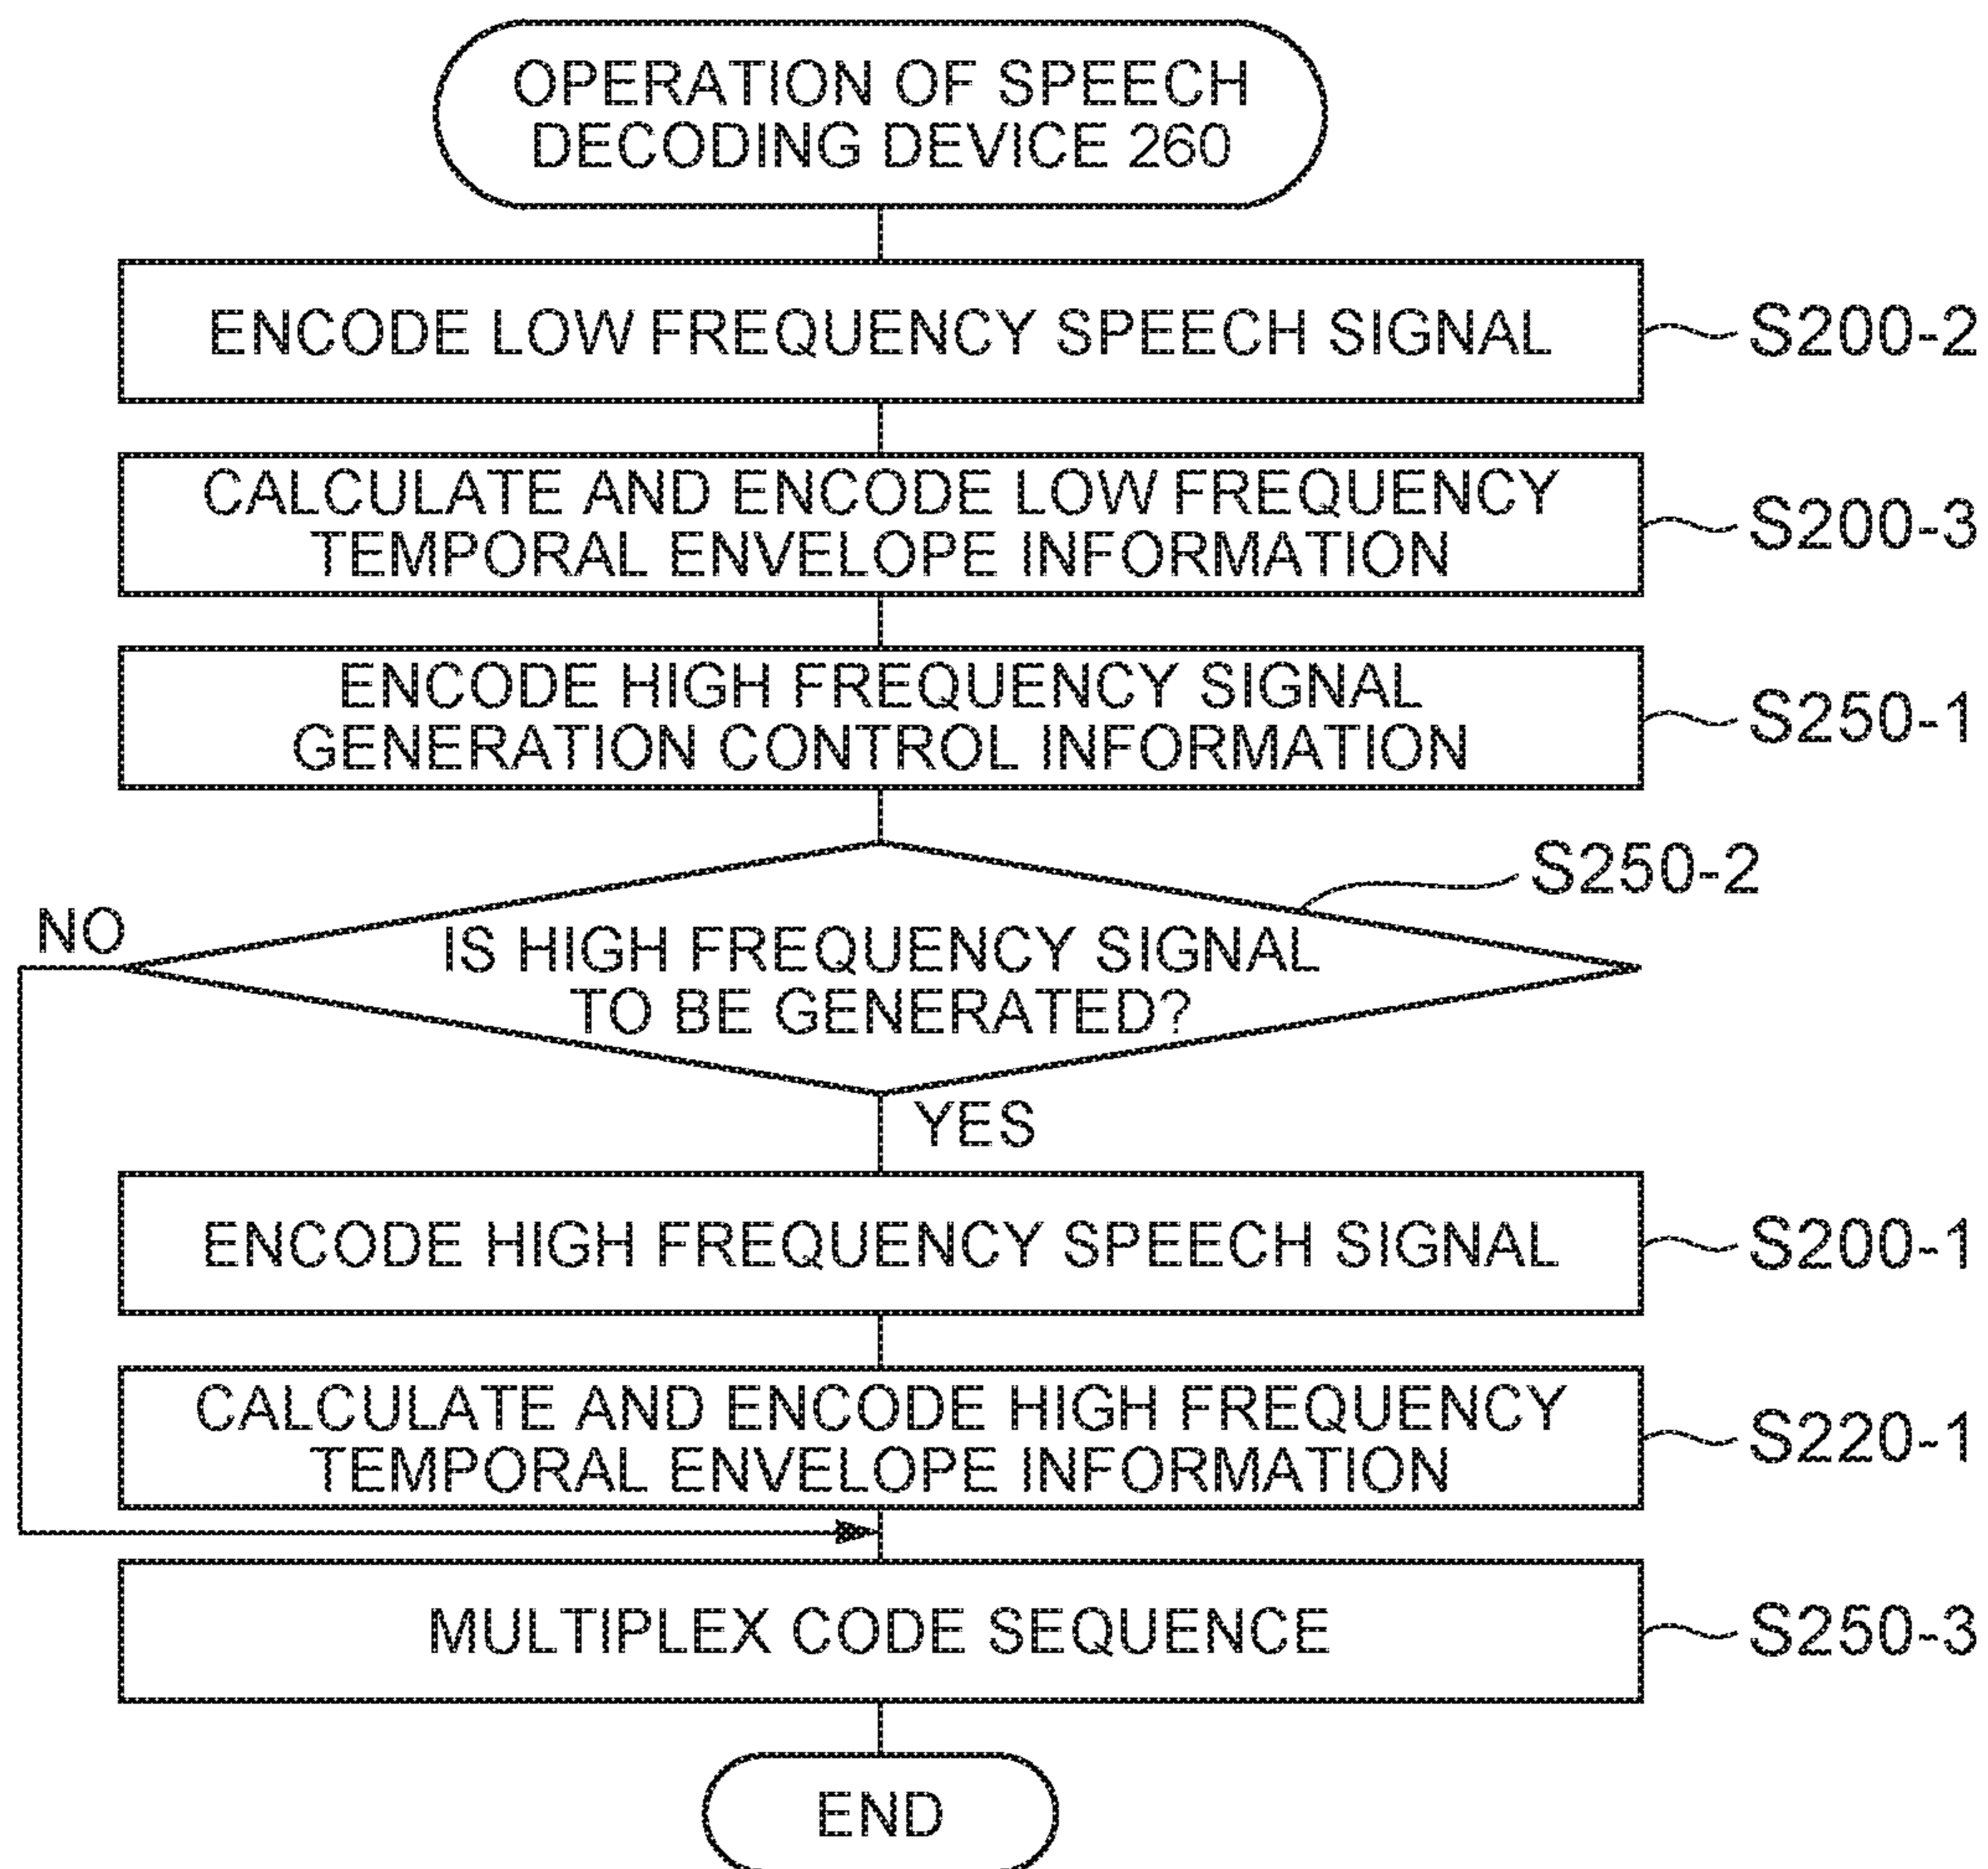 OPERATION OF SPEECH
DECODING DEVICE 260
ENCODE LOW FREQUENCY SPEECH SIGNAL
S200-2
CALCULATE AND ENCODE LOW FREQUENCY
TEMPORAL ENVELOPE INFORMATION
S200-3
ENCODE HIGH FREQUENCY SIGNAL
GENERATION CONTROL INFORMATION
S250-1
S250-2
NO
IS HIGH FREQUENCY SIGNAL
TO BE GENERATED?
YES
ENCODE HIGH FREQUENCY SPEECH SIGNAL
S200-1
CALCULATE AND ENCODE HIGH FREQUENCY
TEMPORAL ENVELOPE INFORMATION
S220-1
MULTIPLEX CODE SEQUENCE
S250-3
END